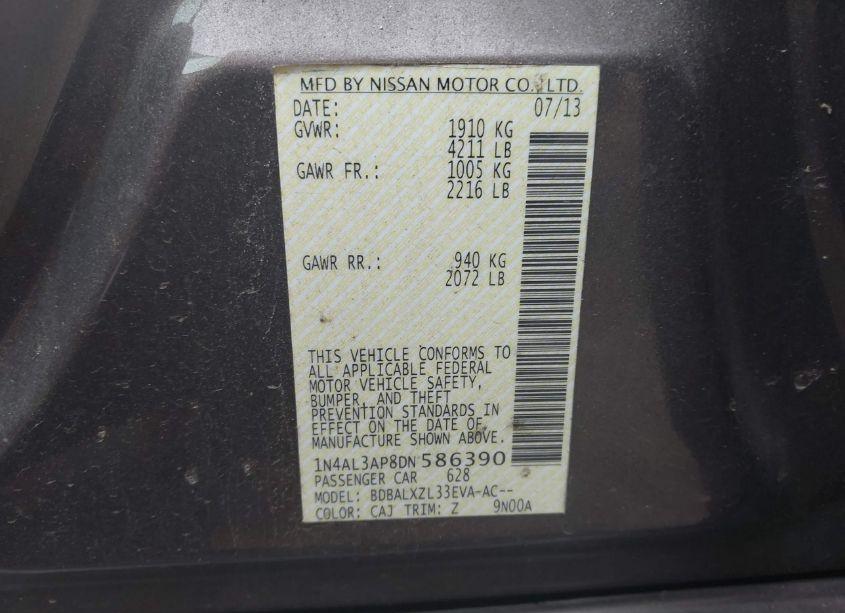 MFD BY NISSAN MOTOR CO., LTD.
DATE: 07/13
GVWR: 1910 KG
4211 LB
GAWR FR.: 1005 KG
2216 LB
GAWR RR.: 940 KG
2072 LB
THIS VEHICLE CONFORMS TO
ALL APPLICABLE FEDERAL
MOTOR VEHICLE SAFETY,
BUMPER, AND THEFT
PREVENTION STANDARDS IN
EFFECT ON THE DATE OF
MANUFACTURE SHOWN ABOVE.
1N4AL3AP8DN 586390
PASSENGER CAR 628
MODEL: BDBALXZL33EVA-AC--
COLOR: CAJ TRIM: Z 9N00A